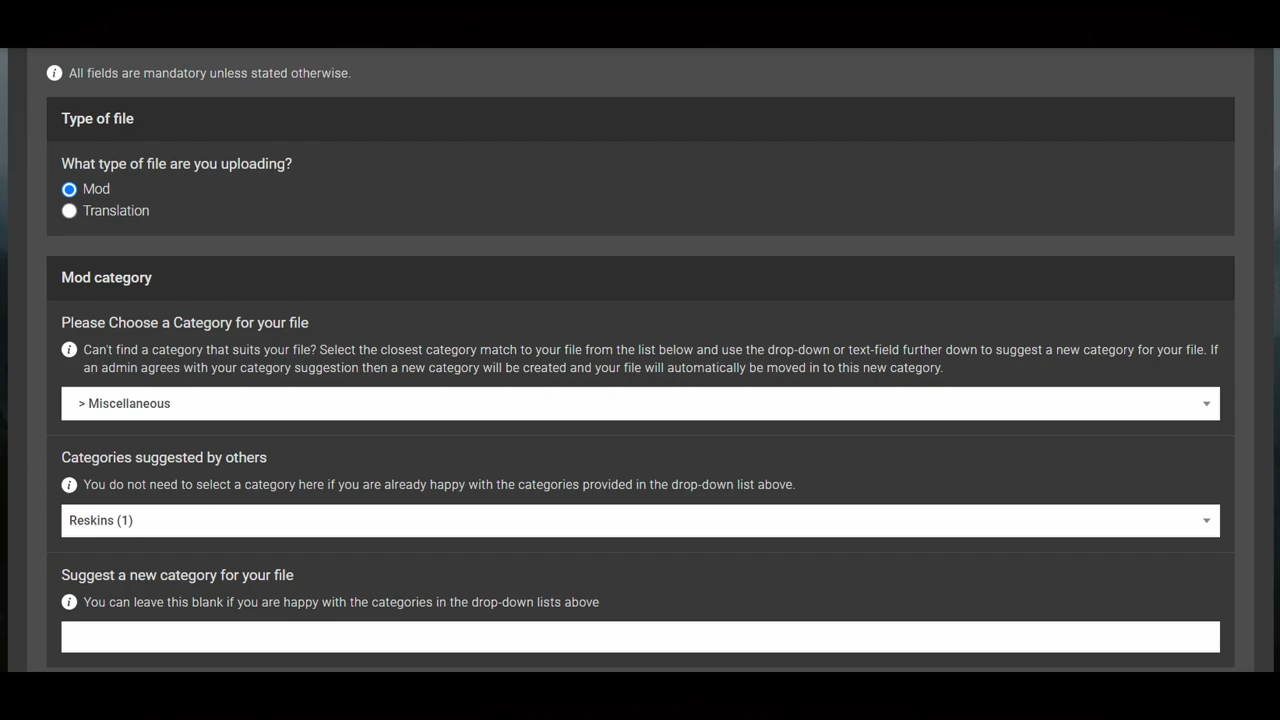 All fields are mandatory unless stated otherwise.
Type of file
What type of file are you uploading?
Mod
Translation
Mod category
Please Choose a Category for your file
Can't find a category that suits your file? Select the closest category match to your file from the list below and use the drop-down or text-field further down to suggest a new category for your file. If
an admin agrees with your category suggestion then a new category will be created and your file will automatically be moved in to this new category.
> Miscellaneous
Categories suggested by others
You do not need to select a category here if you are already happy with the categories provided in the drop-down list above.
Reskins (1)
Suggest a new category for your file
You can leave this blank if you are happy with the categories in the drop-down lists above